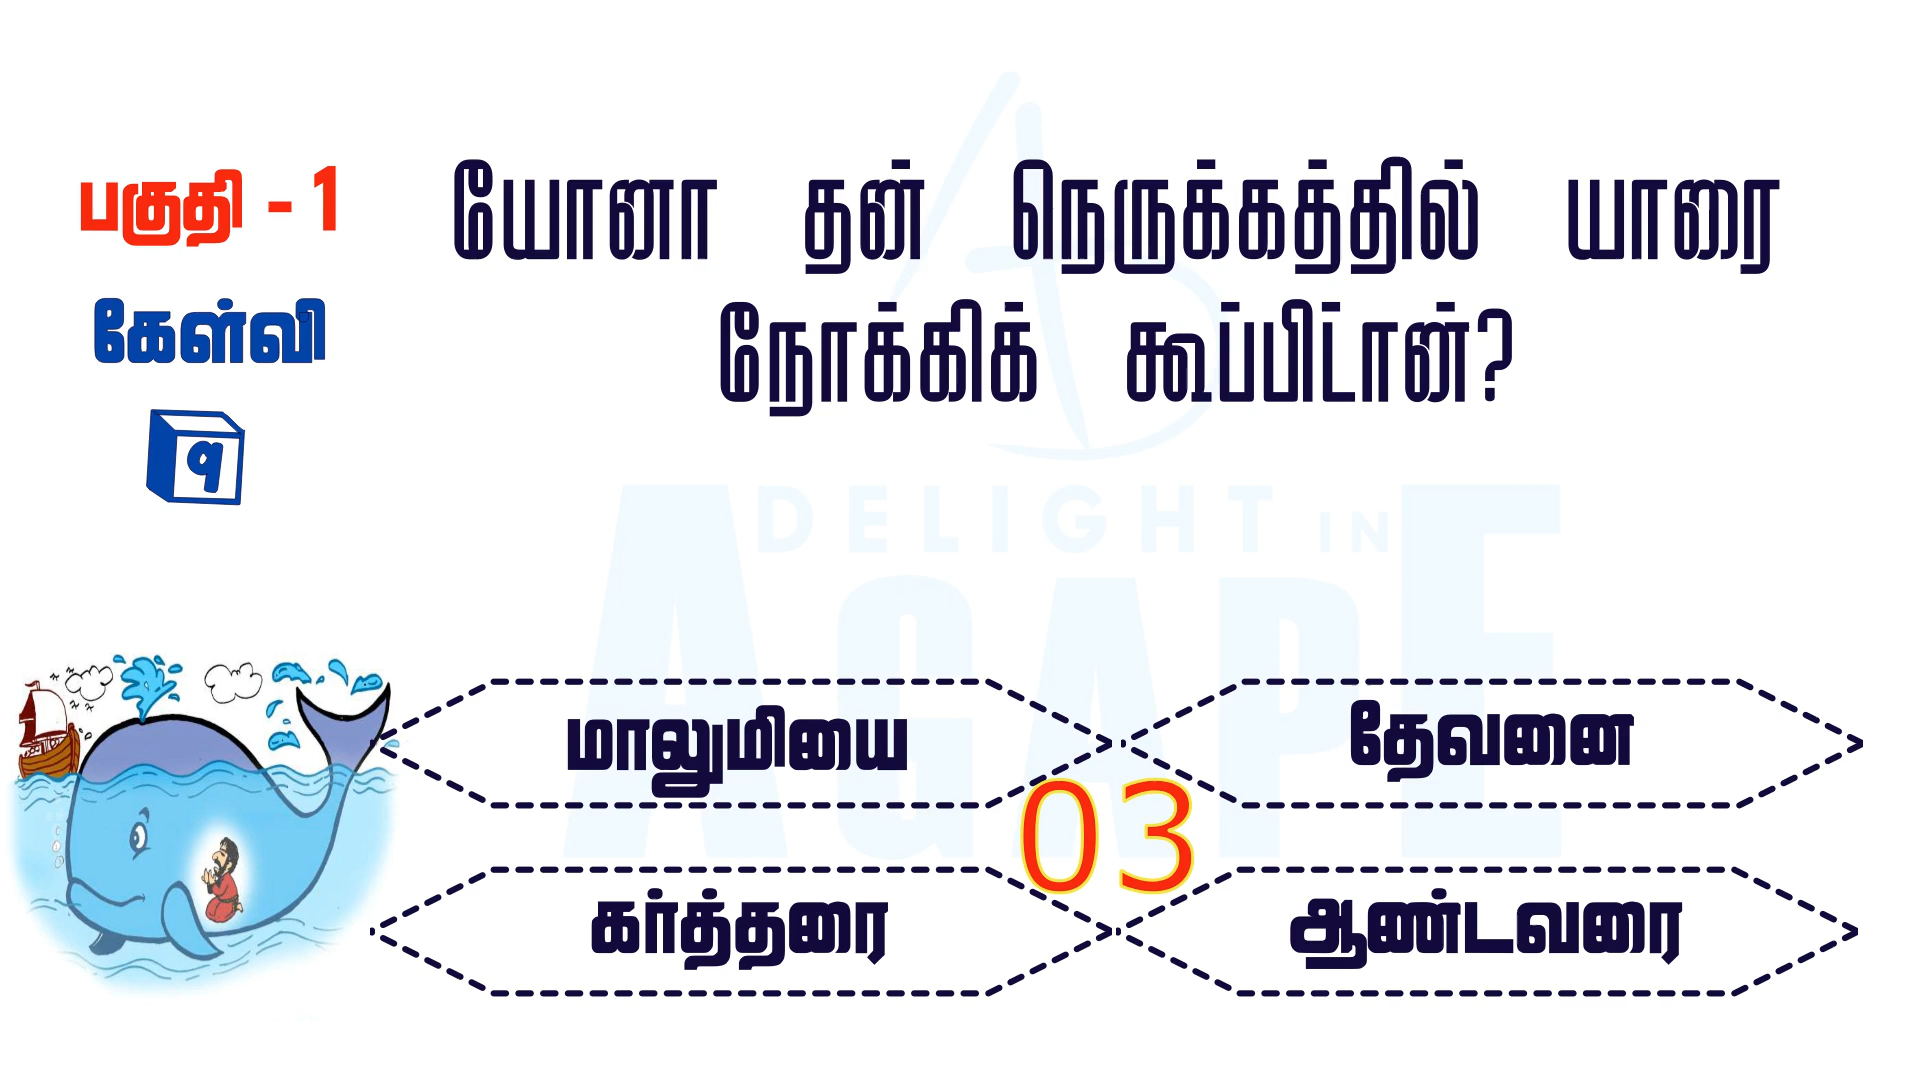 பகுதி - 1
கேள்வி
9
யோனா தன் நெருக்கத்தில் யாரை
நோக்கிக் கூப்பிட்ான்?
DELIGHT IN
AGAPE
மாலுமியை
தேவனை
03
கர்த்தரை
ஆண்டவரை